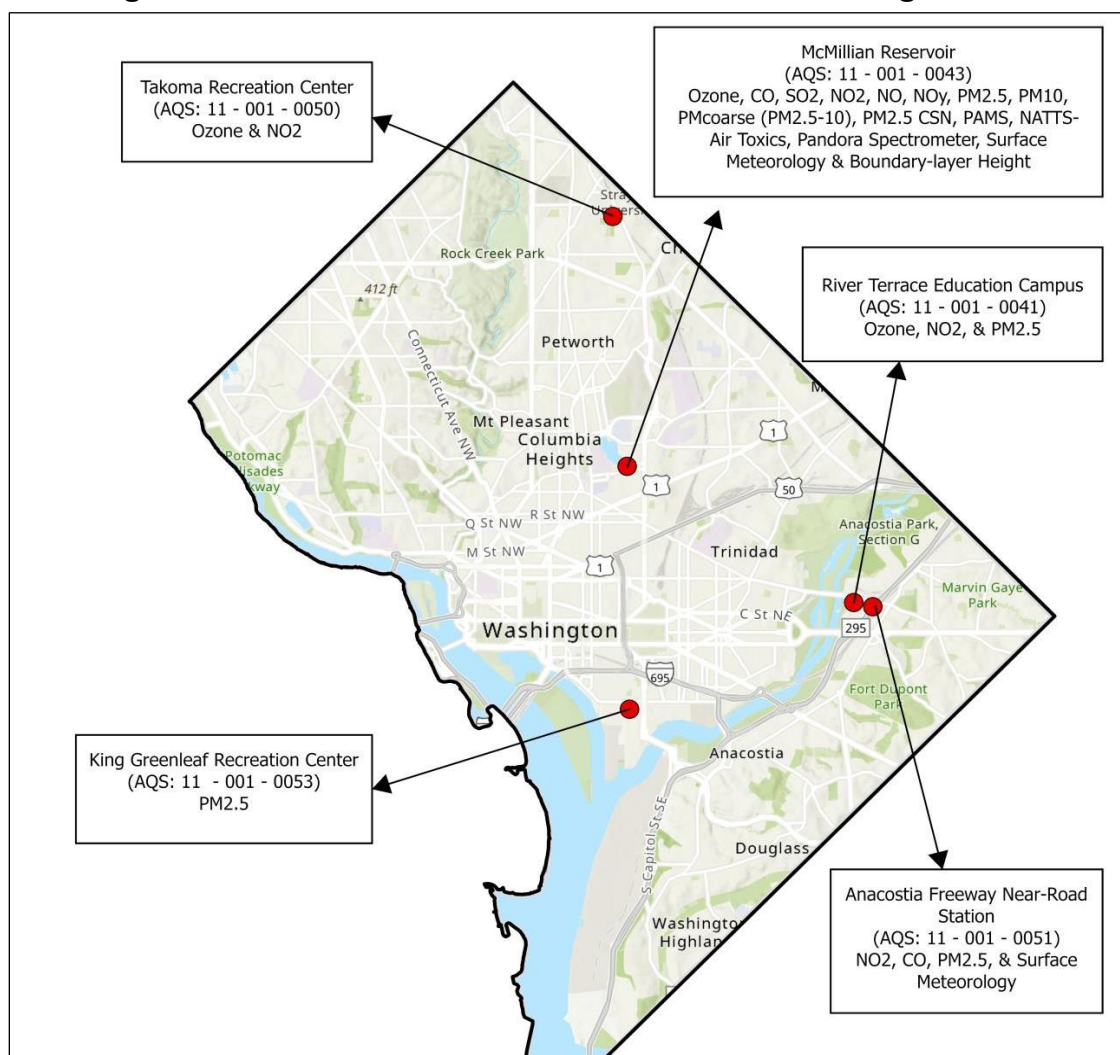 McMillian Reservoir
(AQS: 11 - 001 - 0043)
Ozone, CO, SO2, NO2, NO, NOy, PM2.5, PM10,
PMcoarse (PM2.5-10), PM2.5 CSN, PAMS, NATTS-
Air Toxics, Pandora Spectrometer, Surface
Meteorology & Boundary-layer Height
Takoma Recreation Center
(AQS: 11 - 001 - 0050)
Ozone & NO2
Stray
Universi
Rock Creek Park
Ch
River Terrace Education Campus
(AQS: 11 - 001 - 0041)
Ozone, NO2, & PM2.5
412 ft
Petworth
Connecticut Ave NW
M
Mt Pleasant
Columbia
Heights
1
Potomac
lisades
kway
1
50
R St NW
Q St NW
M St NW
Anacostia Park,
Section G
Trinidad
1
Marvin Gaye
Park
C St NE
295
Washington
695
Fort Dupont
Park
King Greenleaf Recreation Center
(AQS: 11 - 001 - 0053)
PM2.5
Anacostia
S Capitol St SE
Douglass
Washington
Highlan
Anacostia Freeway Near-Road
Station
(AQS: 11 - 001 - 0051)
NO2, CO, PM2.5, & Surface
Meteorology